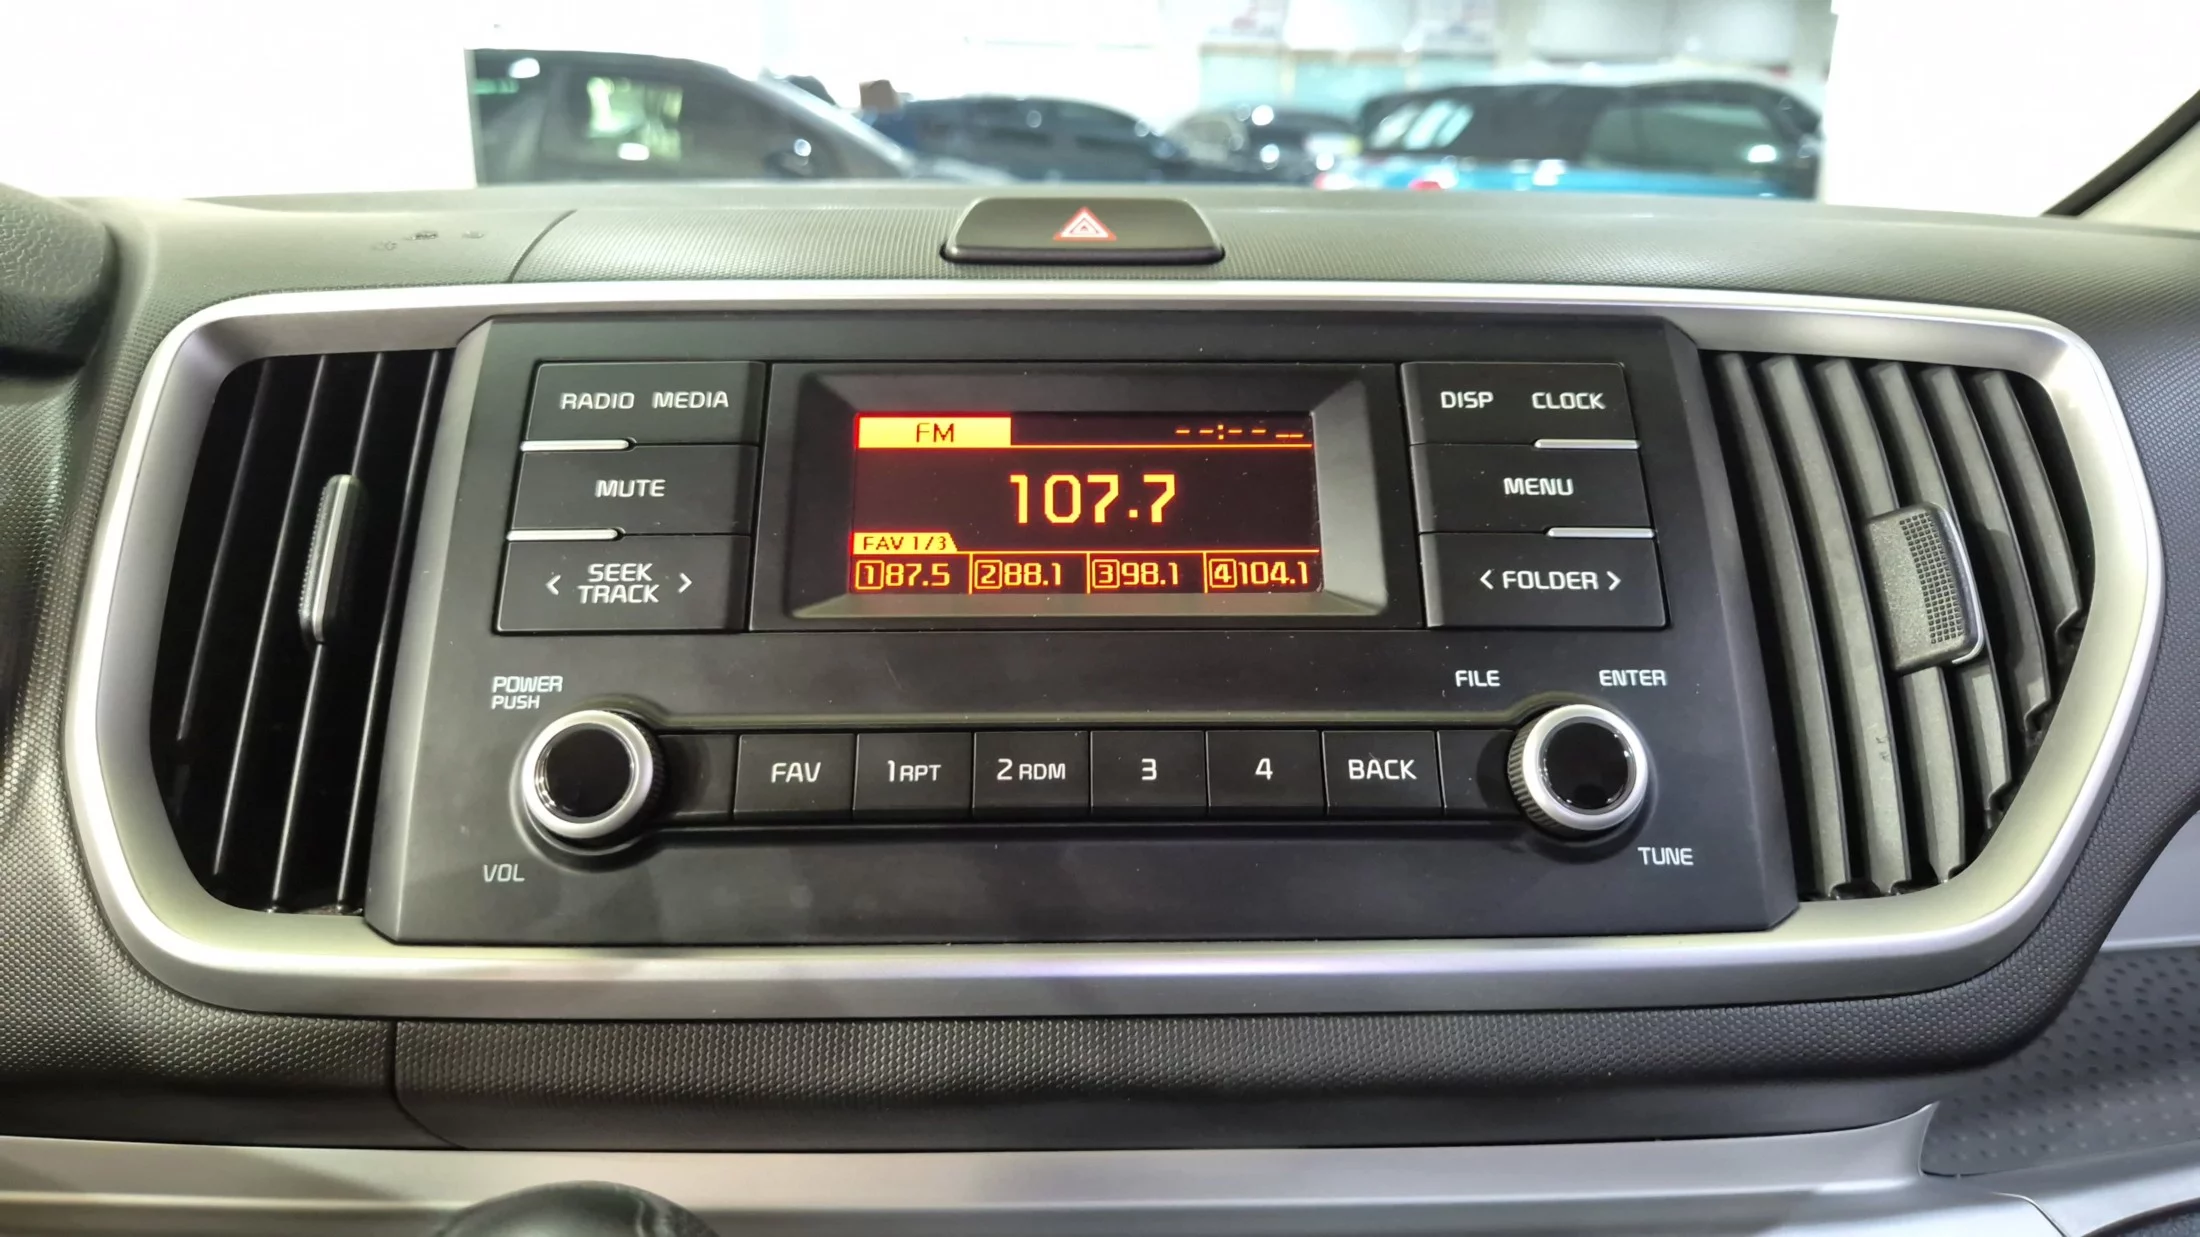 RADIO MEDIA
MUTE
< SEEK TRACK >
FM --:-- __
107.7
FAV 1/3
1 87.5 2 88.1 3 98.1 4 104.1
DISP CLOCK
MENU
< FOLDER >
POWER
PUSH
VOL
FAV 1 RPT 2 RDM 3 4 BACK
FILE ENTER
TUNE